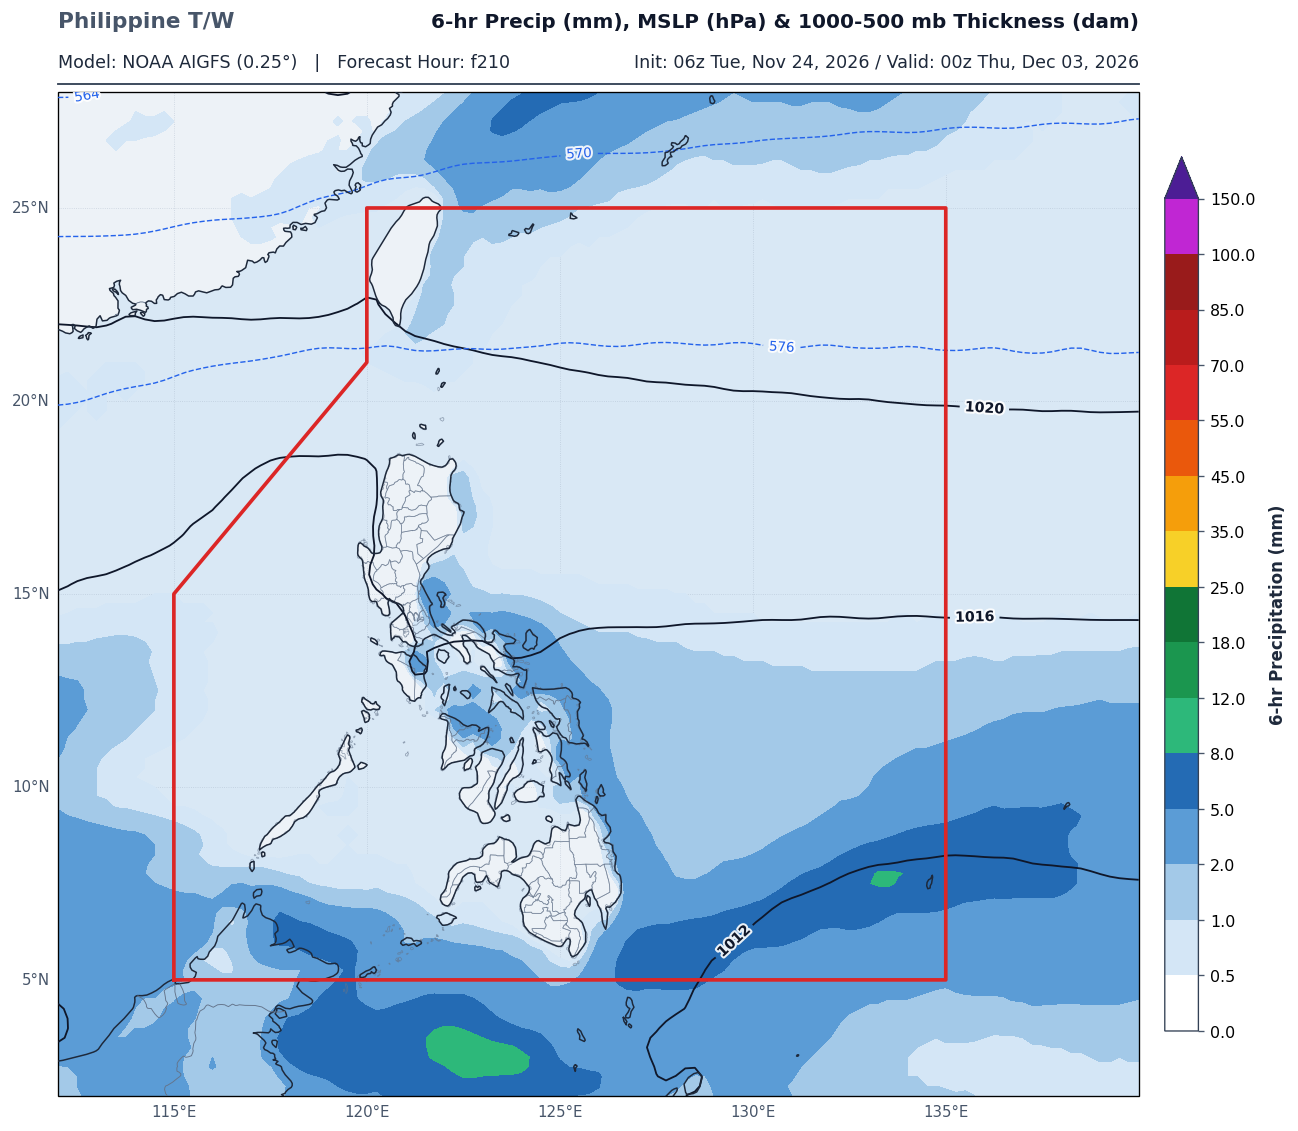 Philippine T/W
6-hr Precip (mm), MSLP (hPa) & 1000-500 mb Thickness (dam)
Model: NOAA AIGFS (0.25°)   |   Forecast Hour: f210
Init: 06z Tue, Nov 24, 2026 / Valid: 00z Thu, Dec 03, 2026
564
570
576
1020
1016
1012
25°N
20°N
15°N
10°N
5°N
115°E
120°E
125°E
130°E
135°E
150.0
100.0
85.0
70.0
55.0
45.0
35.0
25.0
18.0
12.0
8.0
5.0
2.0
1.0
0.5
0.0
6-hr Precipitation (mm)